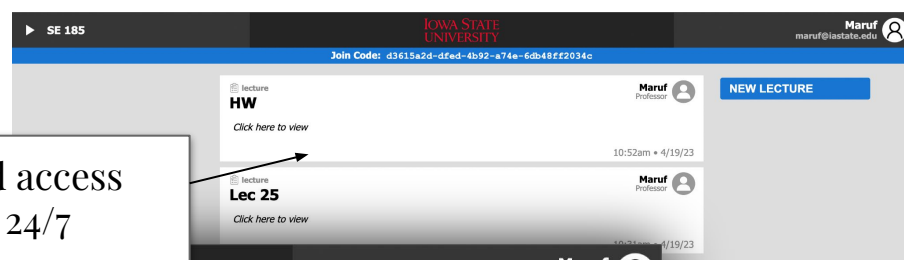 ▶ SE 185
IOWA STATE
UNIVERSITY
Maruf
maruf@iastate.edu
Join Code: d3615a2d-dfed-4b92-a74e-6db48ff2034c
lecture
Maruf
Professor
HW
Click here to view
10:52am • 4/19/23
NEW LECTURE
access
24/7
lecture
Maruf
Professor
Lec 25
Click here to view
4/19/23